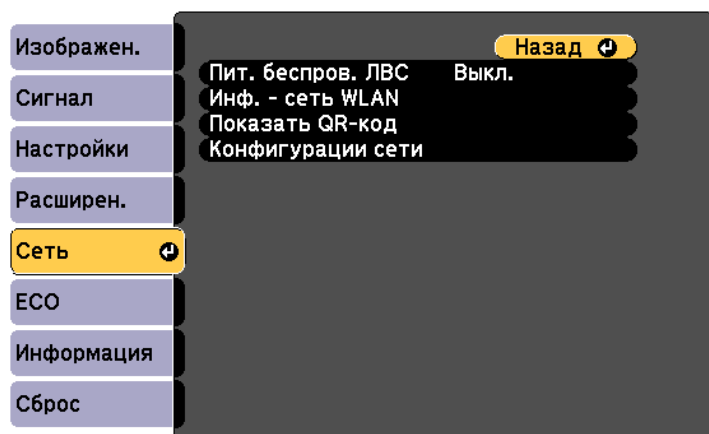 Изображен.
Сигнал
Настройки
Расширен.
Сеть
ECO
Информация
Сброс
Назад
Пит. беспров. ЛВС Выкл.
Инф. - сеть WLAN
Показать QR-код
Конфигурации сети